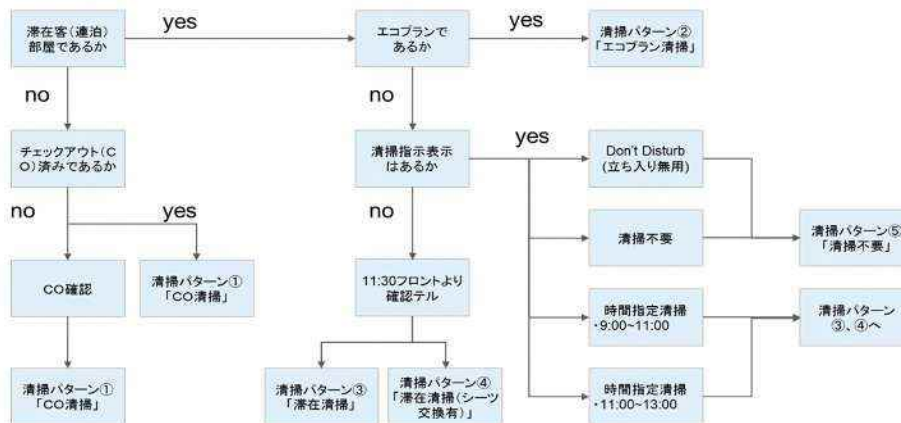 滞在客(連泊)
部屋であるか
yes
エコプランで
あるか
yes
清掃パターン②
「エコプラン清掃」
no
no
チェックアウト(C
O)済みであるか
清掃指示表示
はあるか
yes
Don't Disturb
(立ち入り無用)
no
yes
no
清掃不要
清掃パターン⑤
「清掃不要」
CO確認
清掃パターン①
「CO清掃」
11:30フロントより
確認テル
時間指定清掃
・9:00~11:00
清掃パターン
③、④へ
清掃パターン①
「CO清掃」
清掃パターン③
「滞在清掃」
清掃パターン④
「滞在清掃(シーツ
交換有)」
時間指定清掃
・11:00~13:00